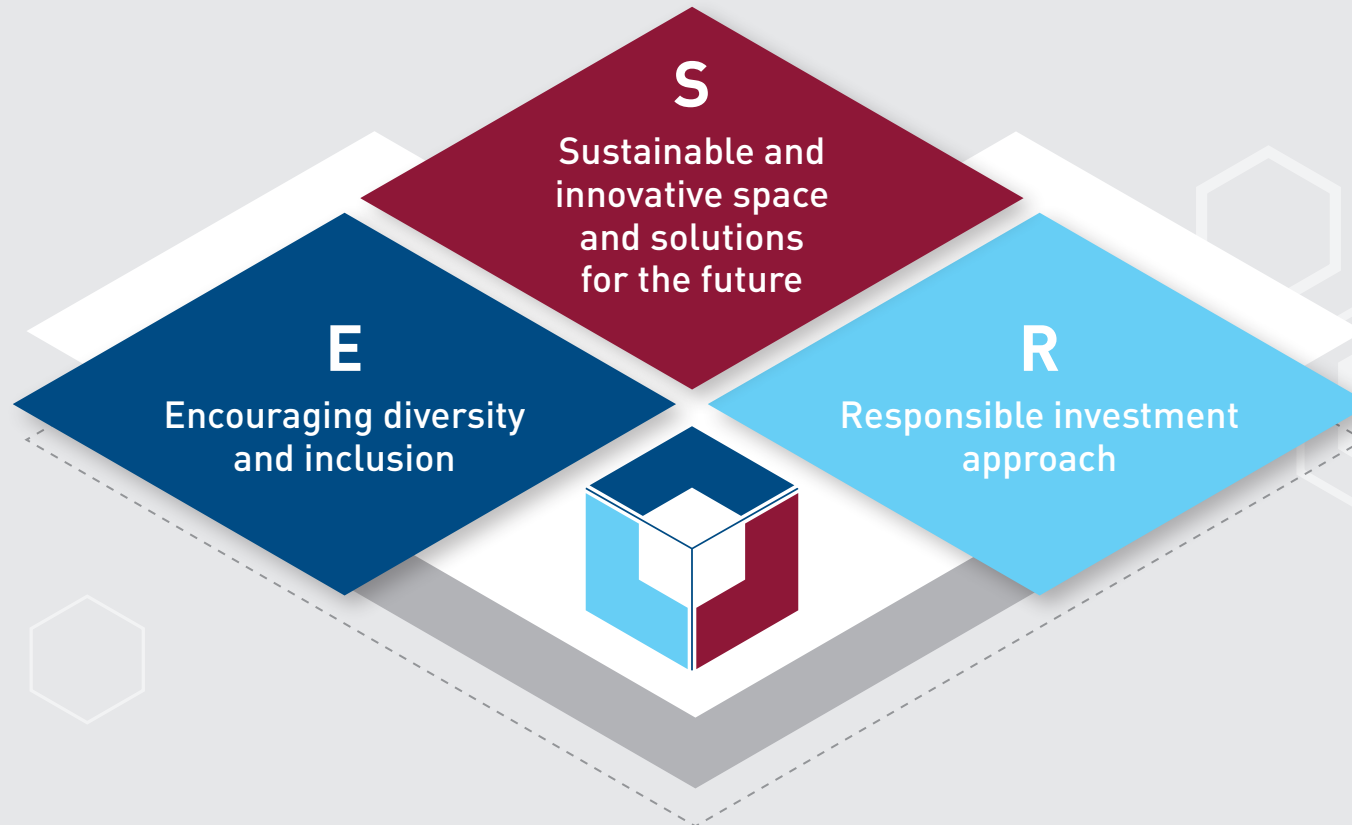 S
Sustainable and
innovative space
and solutions
for the future
E
Encouraging diversity
and inclusion
R
Responsible investment
approach